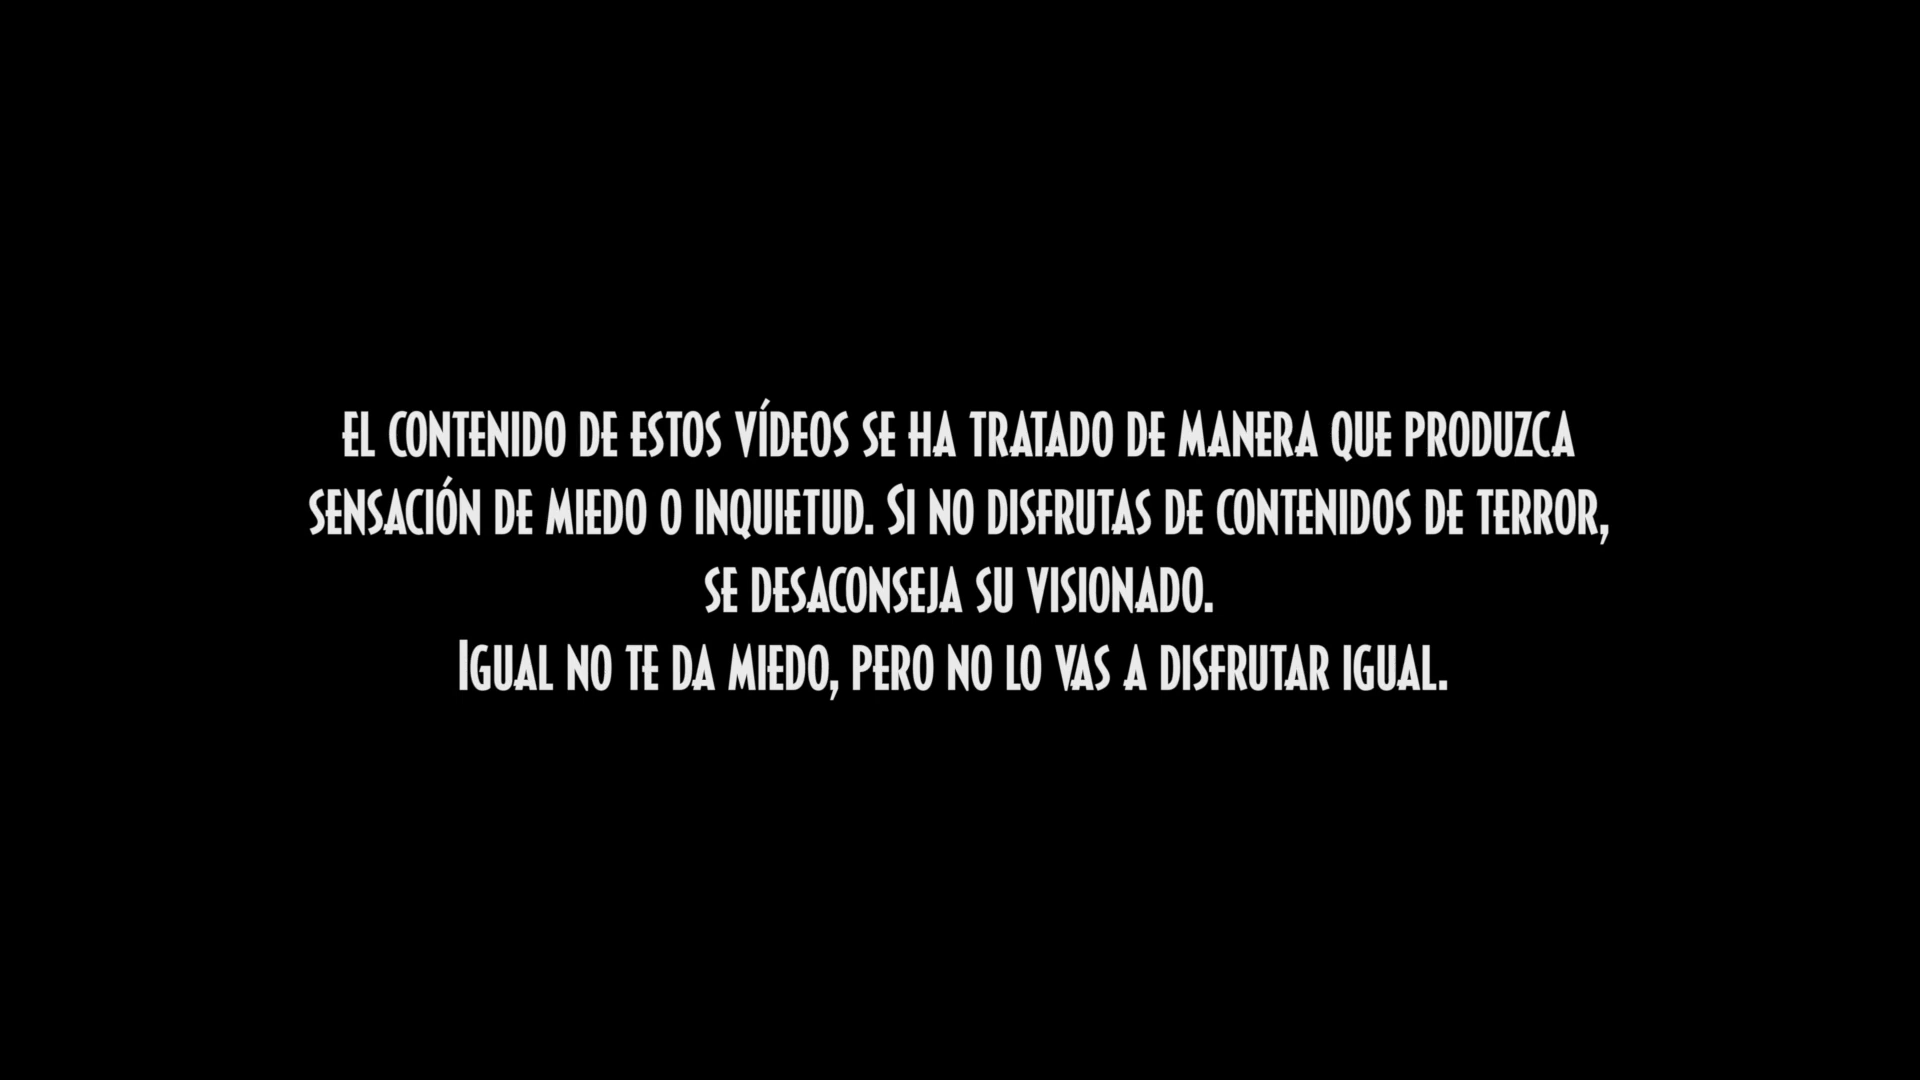 EL CONTENIDO DE ESTOS VÍDEOS SE HA TRATADO DE MANERA QUE PRODUZCA
SENSACIÓN DE MIEDO O INQUIETUD. SI NO DISFRUTAS DE CONTENIDOS DE TERROR,
SE DESACONSEJA SU VISIONADO.
IGUAL NO TE DA MIEDO, PERO NO LO VAS A DISFRUTAR IGUAL.